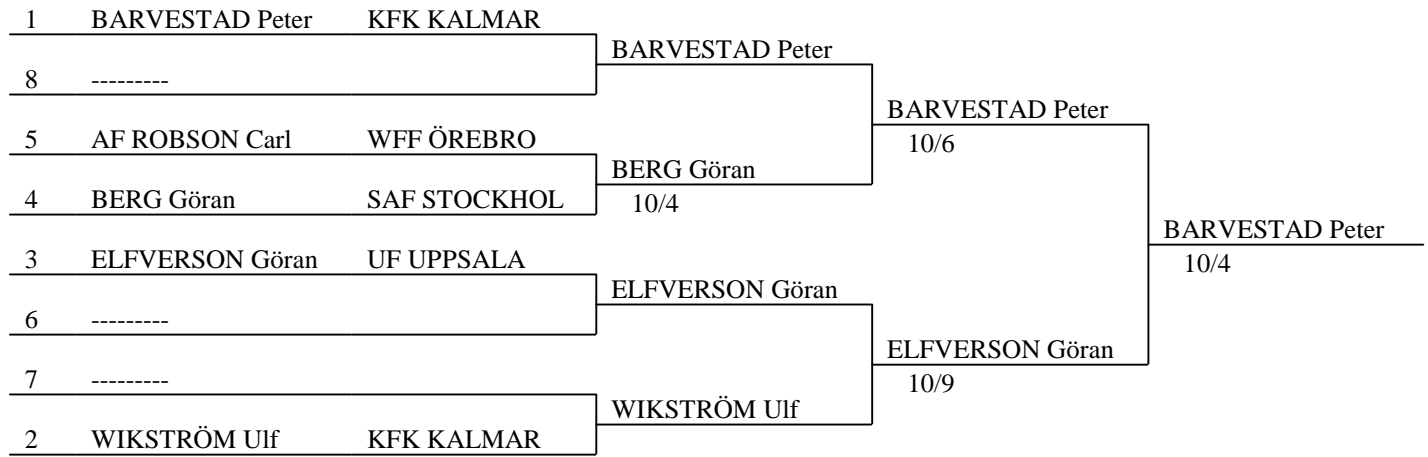 1 BARVESTAD Peter KFK KALMAR
BARVESTAD Peter
8 ---------
BARVESTAD Peter
5 AF ROBSON Carl WFF ÖREBRO
10/6
BERG Göran
4 BERG Göran SAF STOCKHOL
10/4
BARVESTAD Peter
3 ELFVERSON Göran UF UPPSALA
10/4
ELFVERSON Göran
6 ---------
ELFVERSON Göran
7 ---------
10/9
WIKSTRÖM Ulf
2 WIKSTRÖM Ulf KFK KALMAR